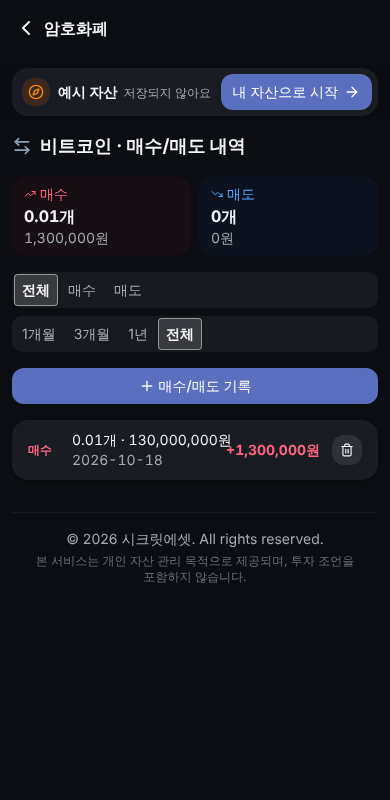 암호화폐
예시 자산 저장되지 않아요 내 자산으로 시작
비트코인 · 매수/매도 내역
매수
0.01개
1,300,000원
매도
0개
0원
전체 매수 매도
1개월 3개월 1년 전체
매수/매도 기록
매수
0.01개 · 130,000,000원
2026-10-18
+1,300,000원
© 2026 시크릿에셋. All rights reserved.
본 서비스는 개인 자산 관리 목적으로 제공되며, 투자 조언을
포함하지 않습니다.